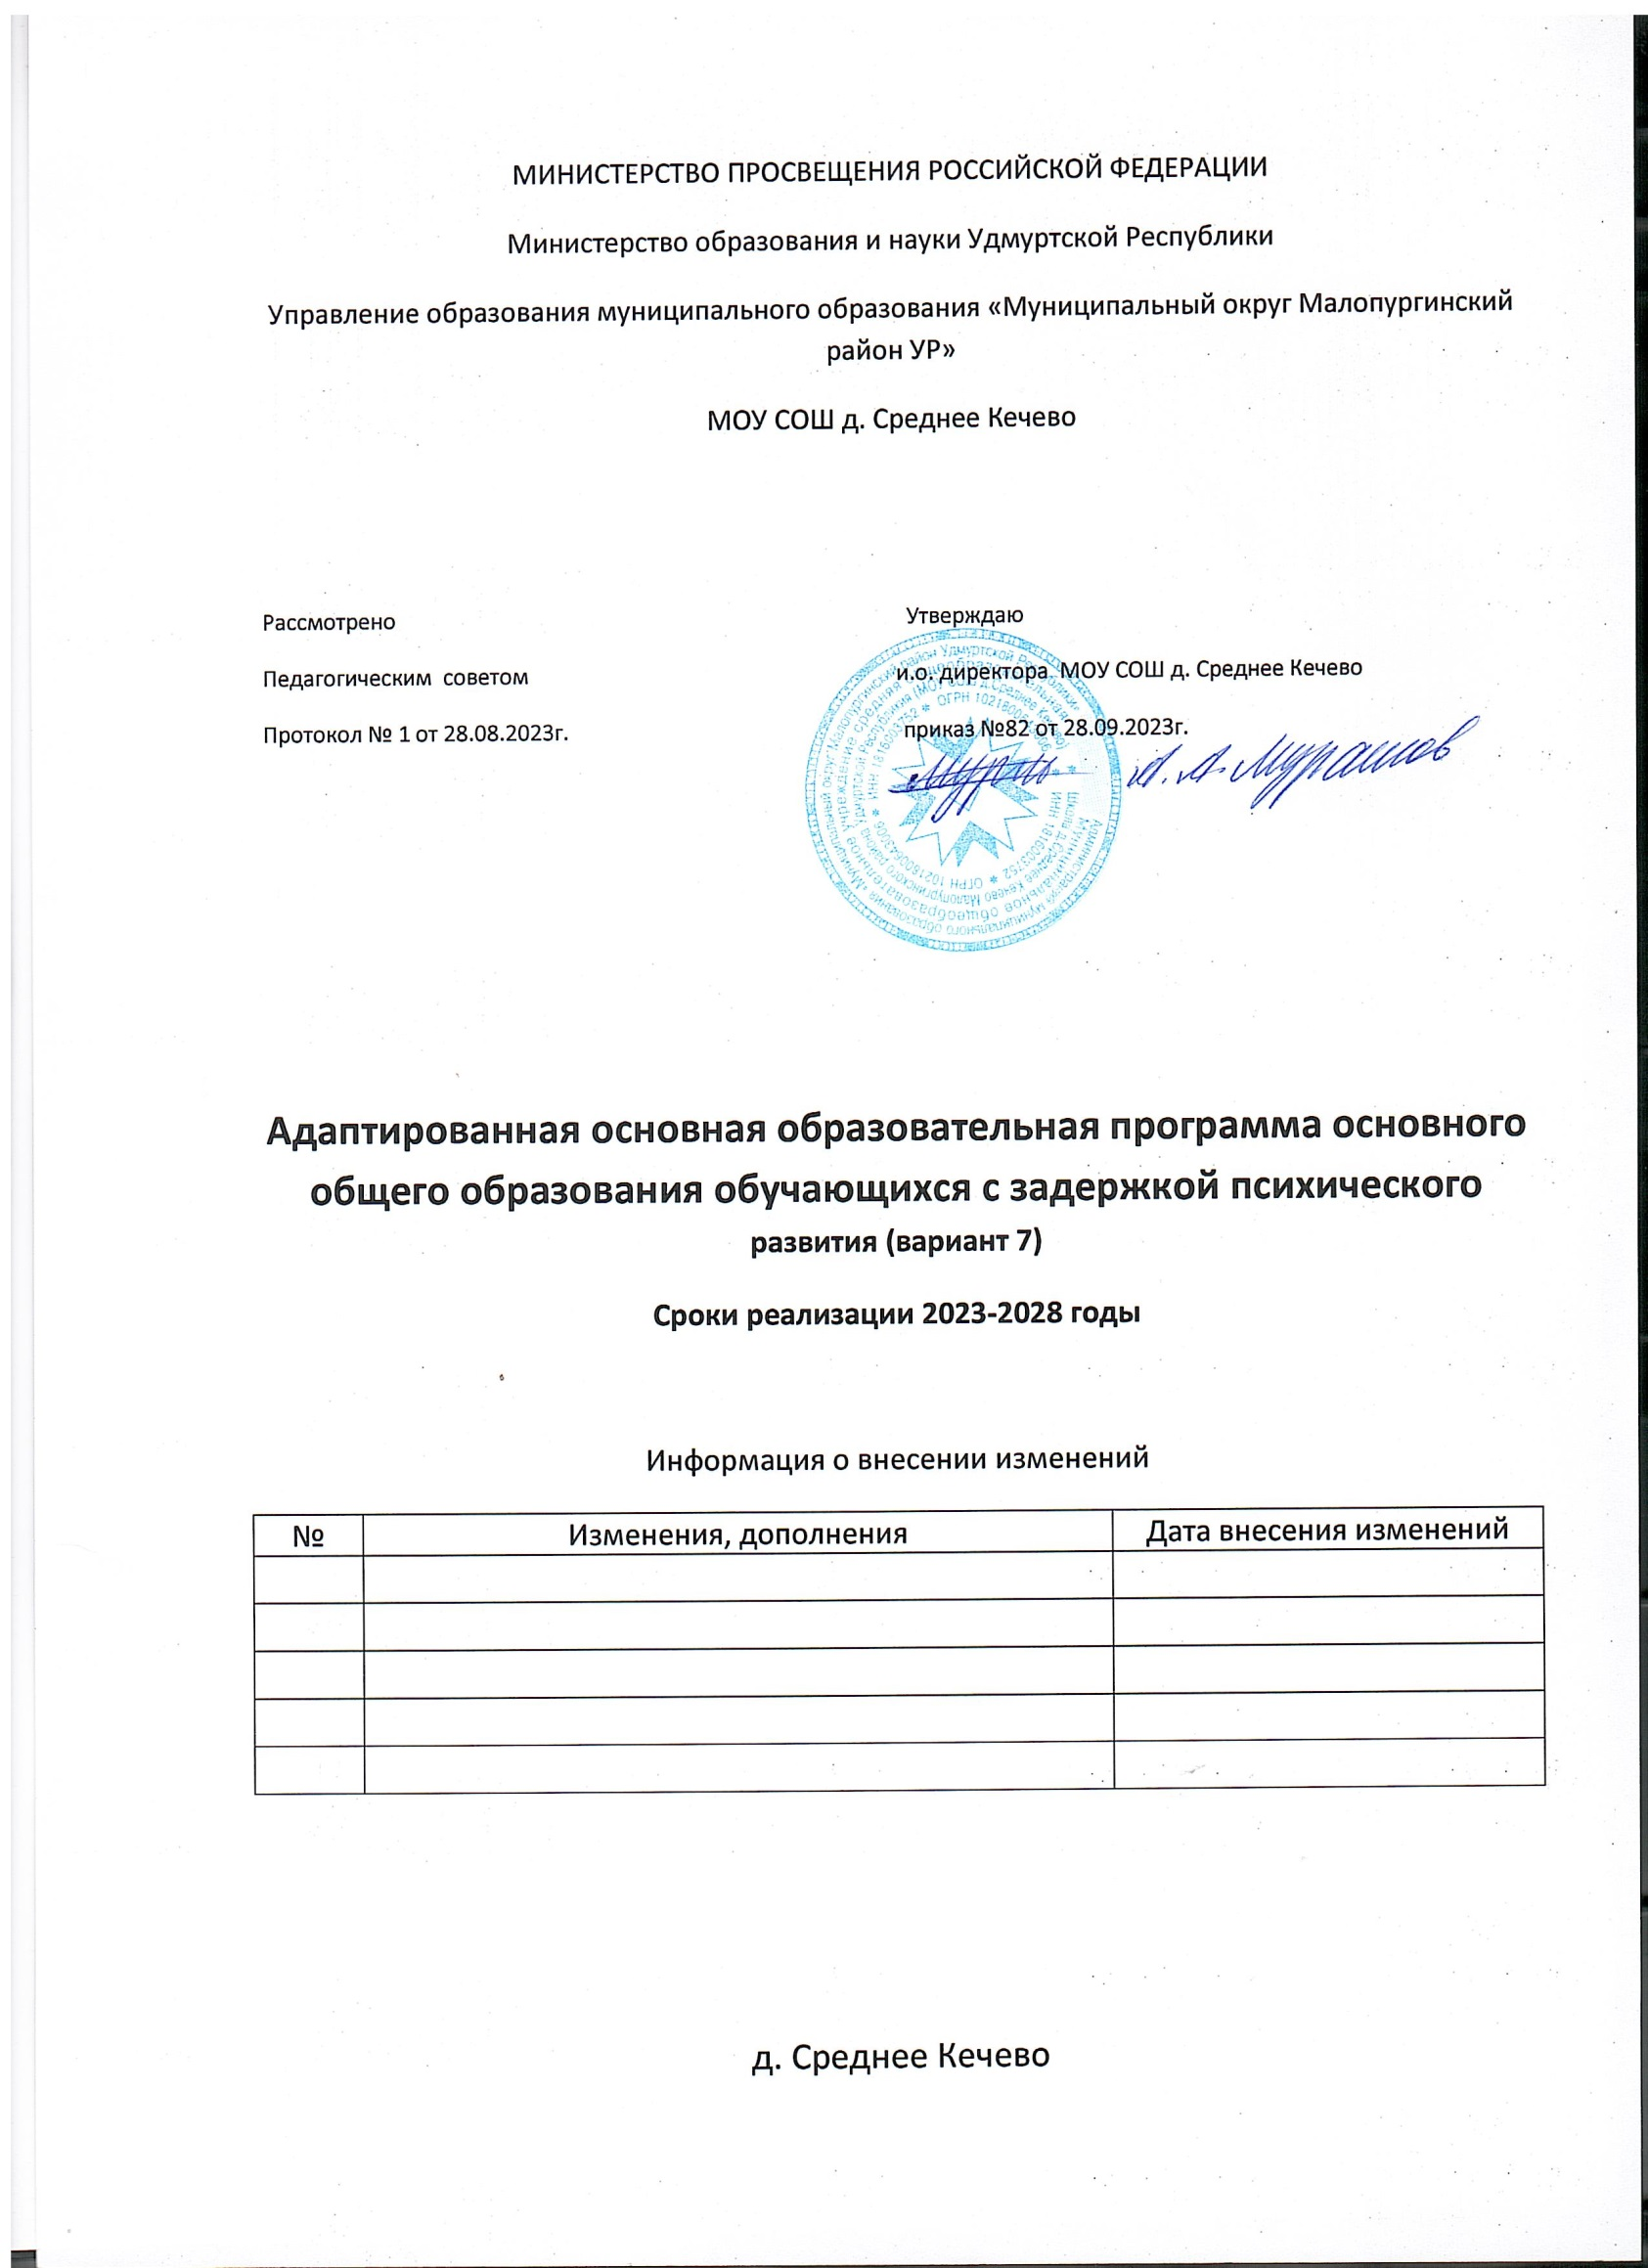 МИНИСТЕРСТВО ПРОСВЕЩЕНИЯ РОССИЙСКОЙ ФЕДЕРАЦИИ
Министерство образования и науки Удмуртской Республики
Управление образования муниципального образования «Муниципальный округ Малопургинский
район УР»
МОУ СОШ д. Среднее Кечево
Рассмотрено
Педагогическим советом
Протокол № 1 от 28.08.2023г.
Утверждаю
и.о. директора МОУ СОШ д. Среднее Кечево
приказ №82 от 28.09.2023г.
А. А. Мурашов
Адаптированная основная образовательная программа основного
общего образования обучающихся с задержкой психического
развития (вариант 7)
Сроки реализации 2023-2028 годы
Информация о внесении изменений
№ Изменения, дополнения Дата внесения изменений
д. Среднее Кечево